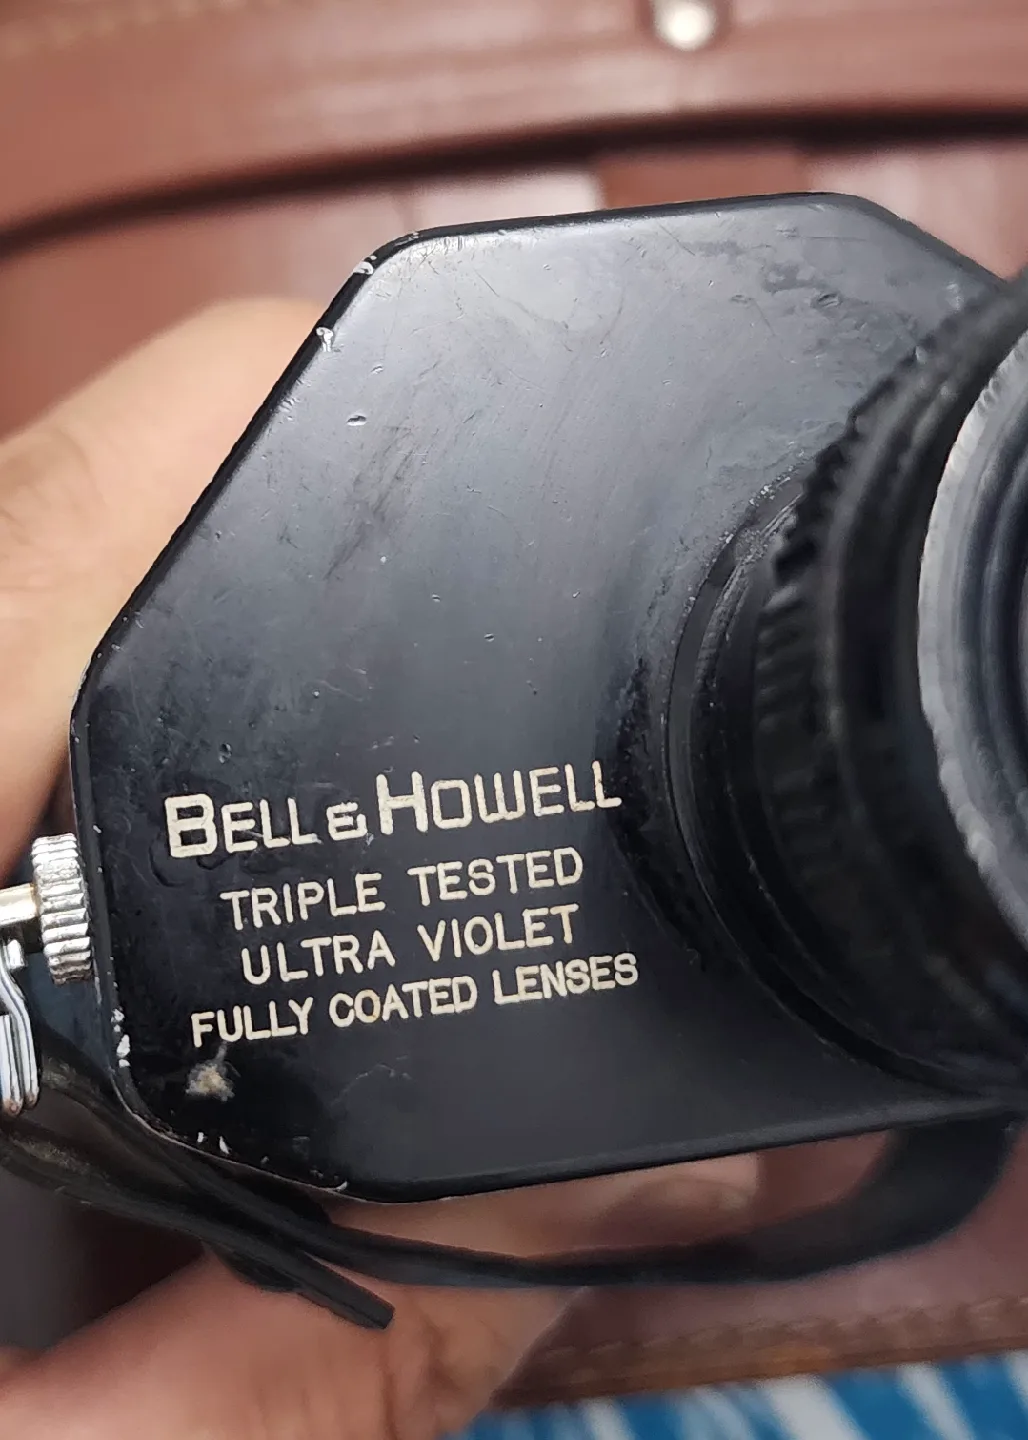 BELL & HOWELL
TRIPLE TESTED
ULTRA VIOLET
FULLY COATED LENSES